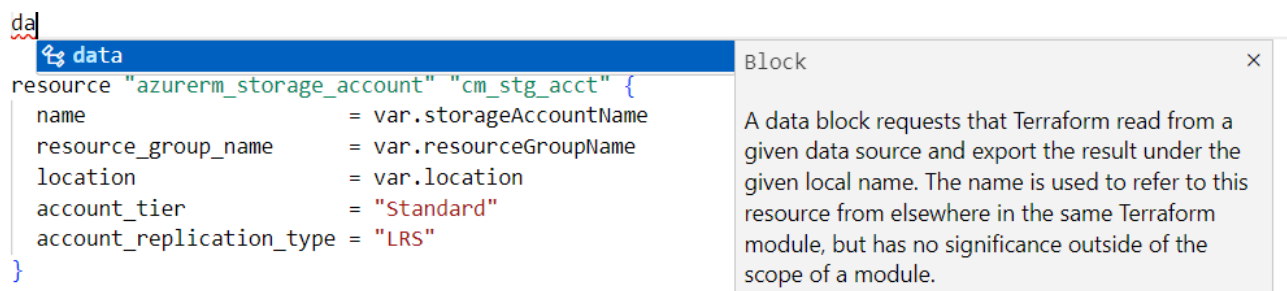 da
data
resource "azurerm_storage_account" "cm_stg_acct" {
name = var.storageAccountName
resource_group_name = var.resourceGroupName
location = var.location
account_tier = "Standard"
account_replication_type = "LRS"
}
Block ×
A data block requests that Terraform read from a
given data source and export the result under the
given local name. The name is used to refer to this
resource from elsewhere in the same Terraform
module, but has no significance outside of the
scope of a module.